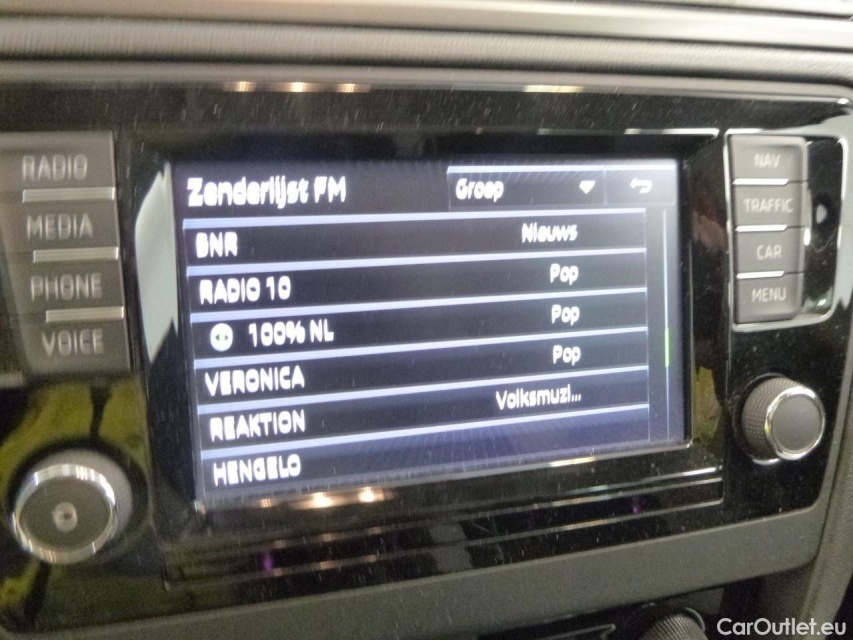 RADIO
MEDIA
PHONE
VOICE
Zenderlijst FM Groep
BNR Nieuws
RADIO 10 Pop
100% NL Pop
VERONICA Pop
REAKTION Volksmuzi...
HENGELO
NAV
TRAFFIC
CAR
MENU
CarOutlet.eu